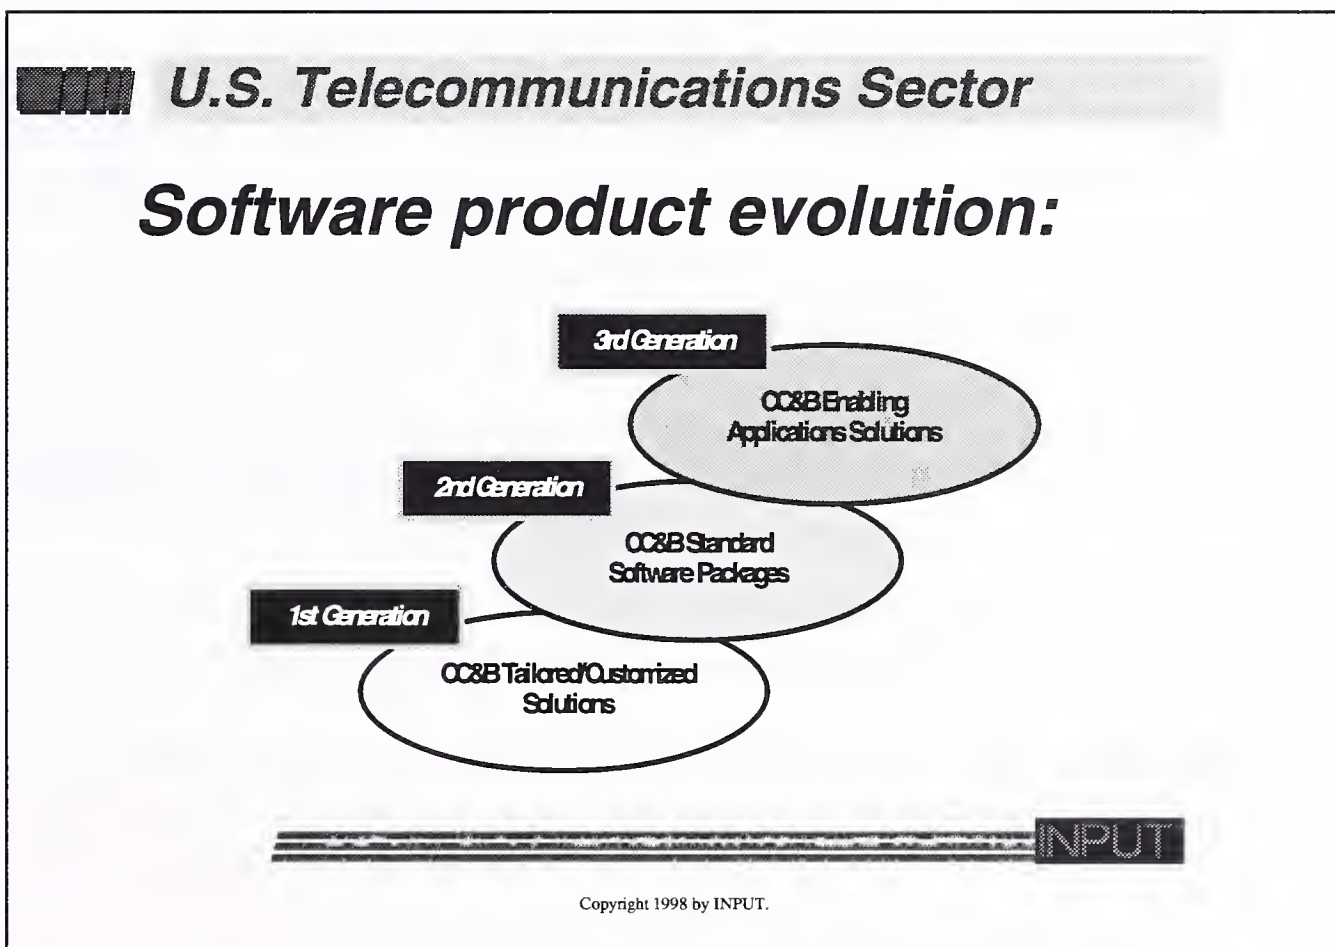 U.S. Telecommunications Sector
Software product evolution:
3rd Generation
CC&B Enabling
Applications Solutions
2nd Generation
CC&B Standard
Software Packages
1st Generation
CC&B Tailored/Customized
Solutions
INPUT
Copyright 1998 by INPUT.